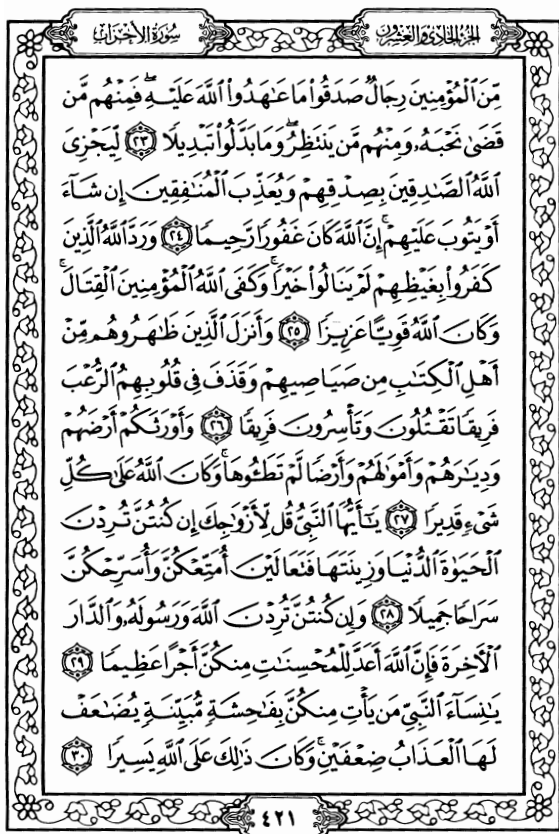 الجزء الحادي والعشرون
سورة الأحزاب
مِّنَ ٱلْمُؤْمِنِينَ رِجَالٌ صَدَقُوا۟ مَا عَٰهَدُوا۟ ٱللَّهَ عَلَيْهِ ۖ فَمِنْهُم مَّن
قَضَىٰ نَحْبَهُۥ وَمِنْهُم مَّن يَنتَظِرُ ۖ وَمَا بَدَّلُوا۟ تَبْدِيلًا ٢٣ لِّيَجْزِىَ
ٱللَّهُ ٱلصَّٰدِقِينَ بِصِدْقِهِمْ وَيُعَذِّبَ ٱلْمُنَٰفِقِينَ إِن شَآءَ
أَوْ يَتُوبَ عَلَيْهِمْ ۚ إِنَّ ٱللَّهَ كَانَ غَفُورًا رَّحِيمًا ٢٤ وَرَدَّ ٱللَّهُ ٱلَّذِينَ
كَفَرُوا۟ بِغَيْظِهِمْ لَمْ يَنَالُوا۟ خَيْرًا ۚ وَكَفَى ٱللَّهُ ٱلْمُؤْمِنِينَ ٱلْقِتَالَ ۚ
وَكَانَ ٱللَّهُ قَوِيًّا عَزِيزًا ٢٥ وَأَنزَلَ ٱلَّذِينَ ظَٰهَرُوهُم مِّنْ
أَهْلِ ٱلْكِتَٰبِ مِن صَيَاصِيهِمْ وَقَذَفَ فِى قُلُوبِهِمُ ٱلرُّعْبَ
فَرِيقًا تَقْتُلُونَ وَتَأْسِرُونَ فَرِيقًا ٢٦ وَأَوْرَثَكُمْ أَرْضَهُمْ
وَدِيَٰرَهُمْ وَأَمْوَٰلَهُمْ وَأَرْضًا لَّمْ تَطَـُٔوهَا ۚ وَكَانَ ٱللَّهُ عَلَىٰ كُلِّ
شَىْءٍ قَدِيرًا ٢٧ يَٰٓأَيُّهَا ٱلنَّبِىُّ قُل لِّأَزْوَٰجِكَ إِن كُنتُنَّ تُرِدْنَ
ٱلْحَيَوٰةَ ٱلدُّنْيَا وَزِينَتَهَا فَتَعَالَيْنَ أُمَتِّعْكُنَّ وَأُسَرِّحْكُنَّ
سَرَاحًا جَمِيلًا ٢٨ وَإِن كُنتُنَّ تُرِدْنَ ٱللَّهَ وَرَسُولَهُۥ وَٱلدَّارَ
ٱلْءَاخِرَةَ فَإِنَّ ٱللَّهَ أَعَدَّ لِلْمُحْسِنَٰتِ مِنكُنَّ أَجْرًا عَظِيمًا ٢٩
يَٰنِسَآءَ ٱلنَّبِىِّ مَن يَأْتِ مِنكُنَّ بِفَٰحِشَةٍ مُّبَيِّنَةٍ يُضَٰعَفْ
لَهَا ٱلْعَذَابُ ضِعْفَيْنِ ۚ وَكَانَ ذَٰلِكَ عَلَى ٱللَّهِ يَسِيرًا ٣٠
٤٢١